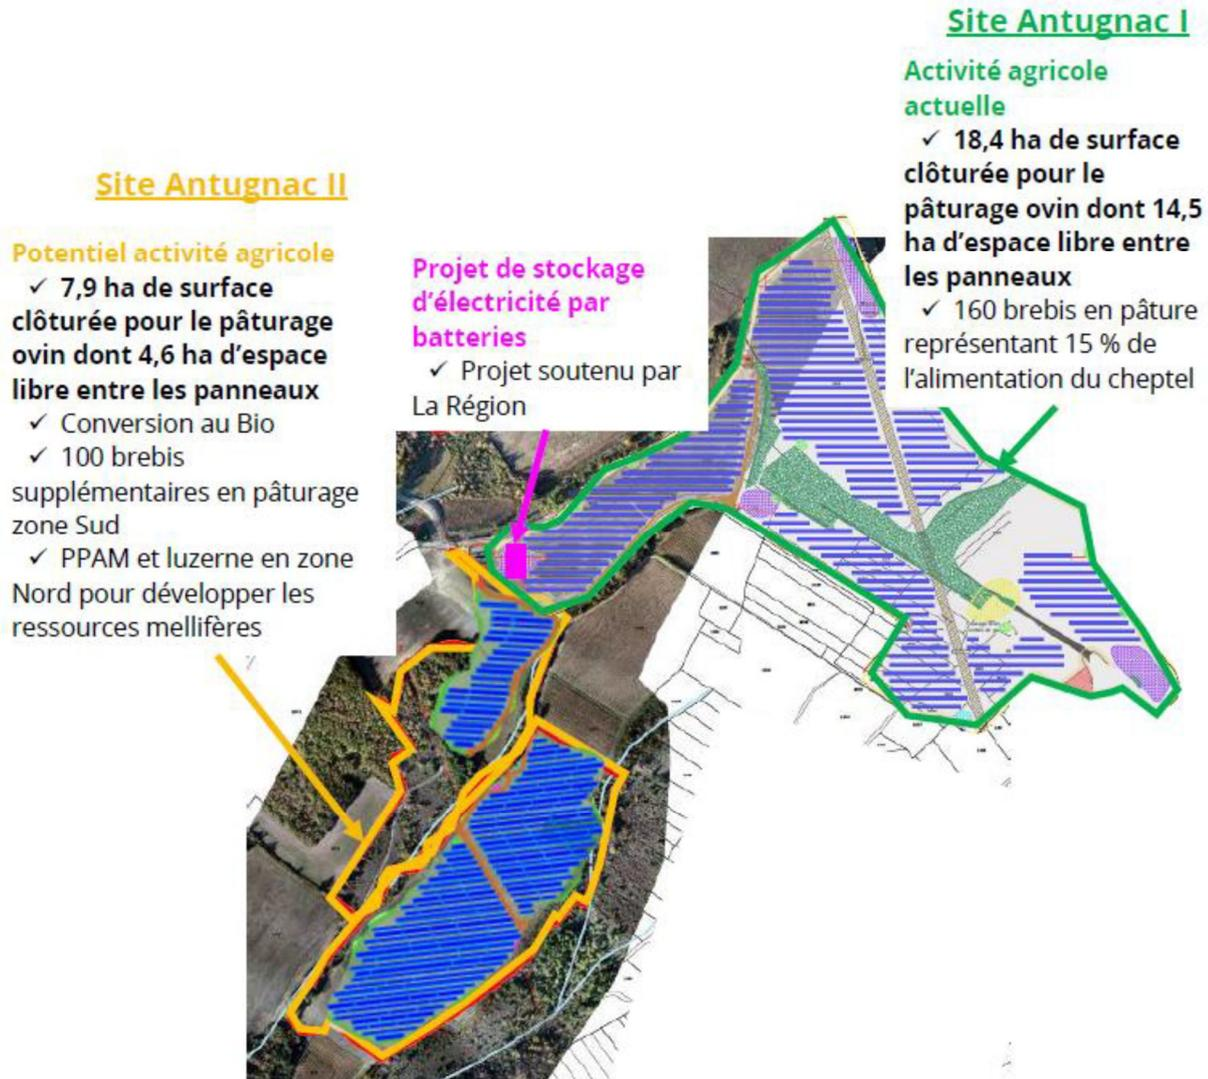 Site Antugnac I
Activité agricole
actuelle
✓ 18,4 ha de surface
clôturée pour le
pâturage ovin dont 14,5
ha d’espace libre entre
les panneaux
✓ 160 brebis en pâture
représentant 15 % de
l’alimentation du cheptel
Site Antugnac II
Potentiel activité agricole
✓ 7,9 ha de surface
clôturée pour le pâturage
ovin dont 4,6 ha d’espace
libre entre les panneaux
✓ Conversion au Bio
✓ 100 brebis
supplémentaires en pâturage
zone Sud
✓ PPAM et luzerne en zone
Nord pour développer les
ressources mellifères
Projet de stockage
d’électricité par
batteries
✓ Projet soutenu par
La Région